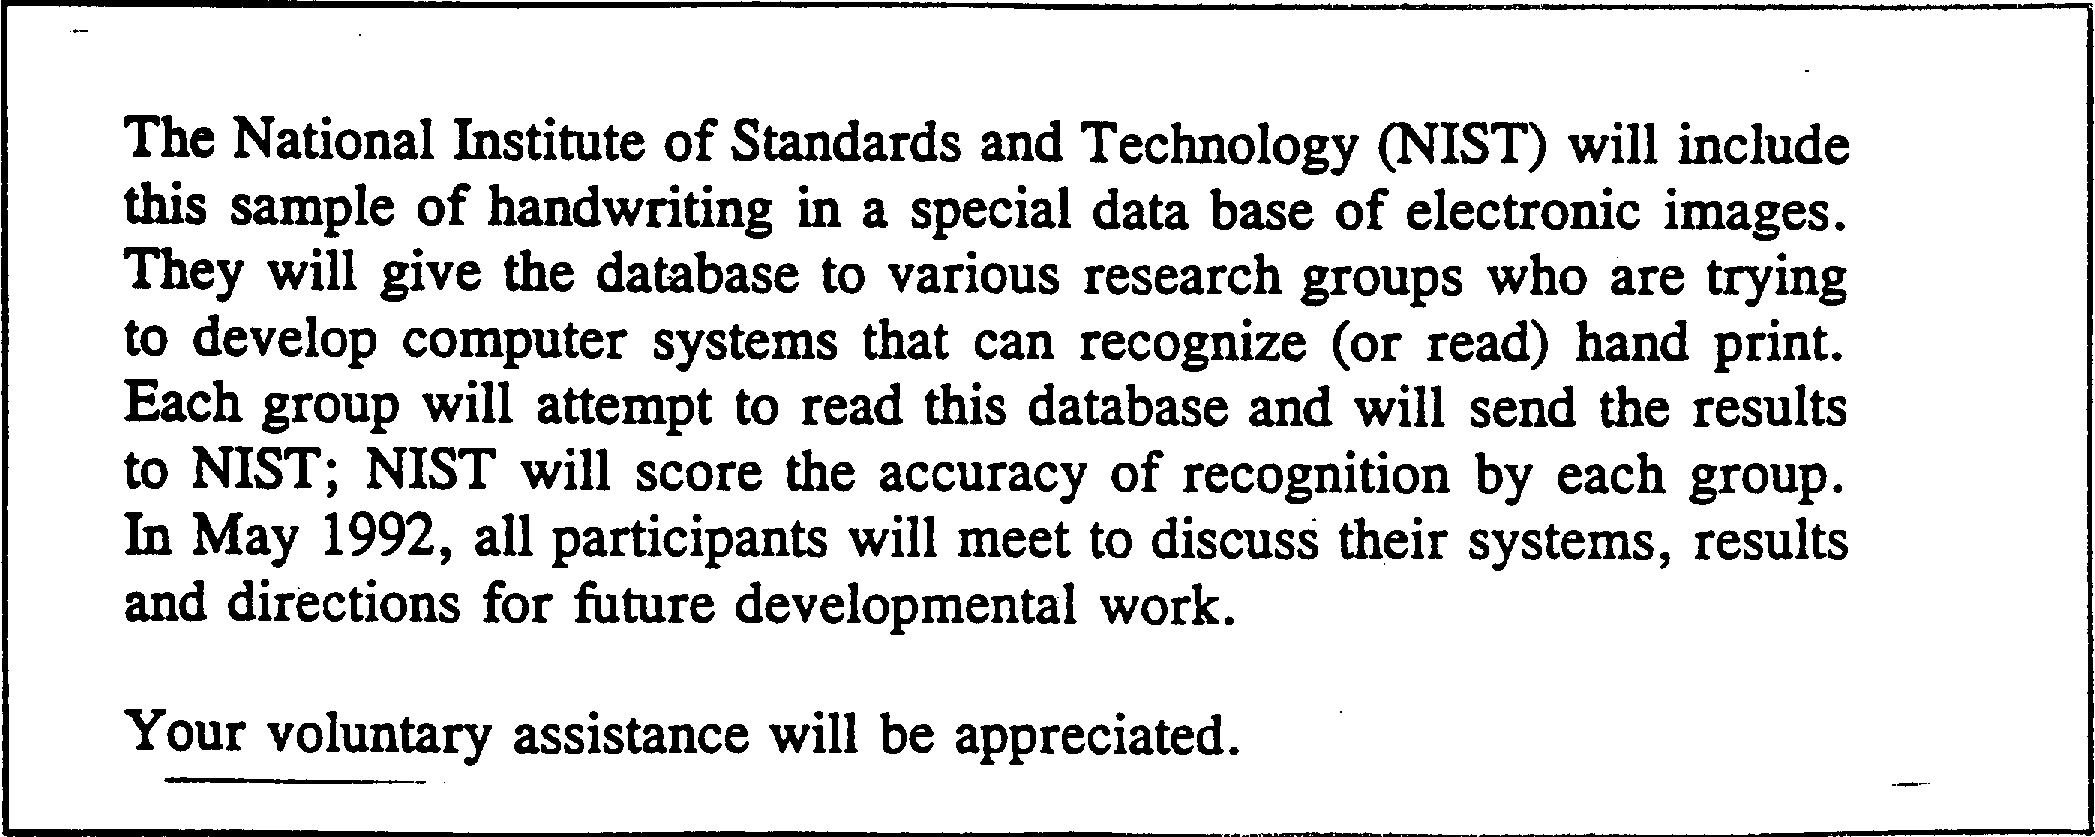 The National Institute of Standards and Technology (NIST) will include
this sample of handwriting in a special data base of electronic images.
They will give the database to various research groups who are trying
to develop computer systems that can recognize (or read) hand print.
Each group will attempt to read this database and will send the results
to NIST; NIST will score the accuracy of recognition by each group.
In May 1992, all participants will meet to discuss their systems, results
and directions for future developmental work.
Your voluntary assistance will be appreciated.